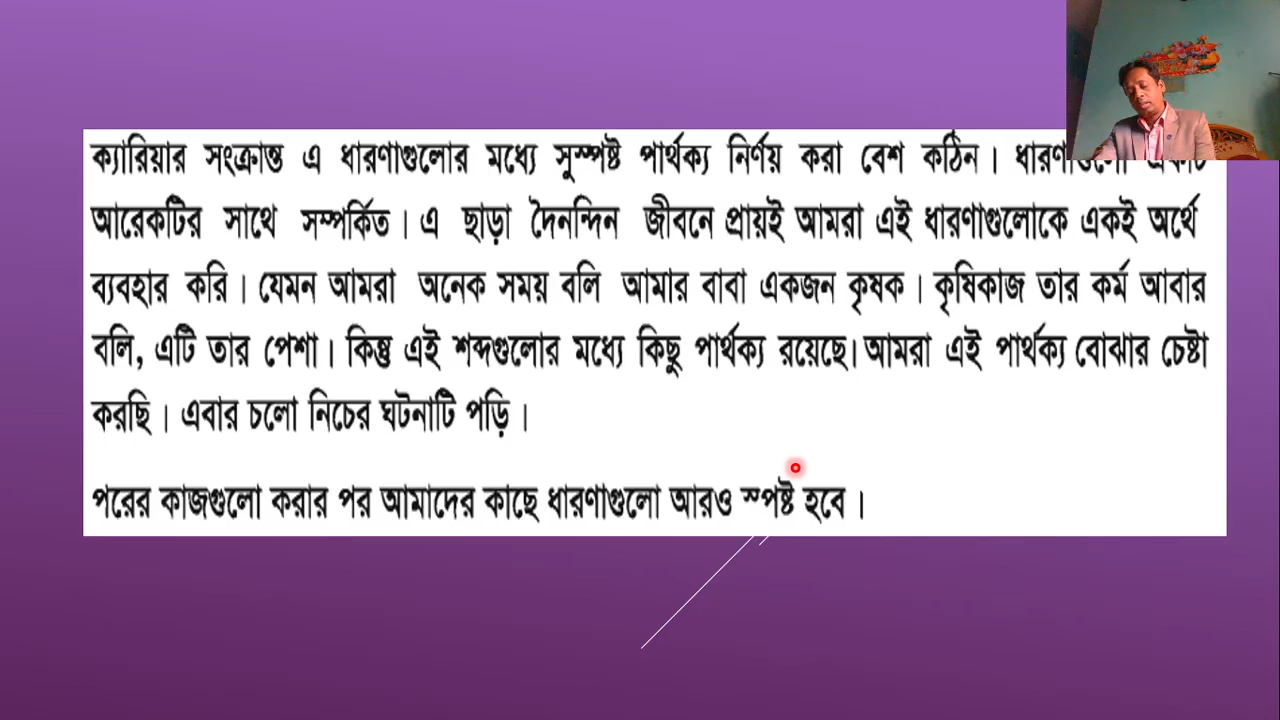 ক্যারিয়ার সংক্রান্ত এ ধারণাগুলোর মধ্যে সুস্পষ্ট পার্থক্য নির্ণয় করা বেশ কঠিন। ধারণাগুলো একটি
আরেকটির সাথে সম্পর্কিত। এ ছাড়া দৈনন্দিন জীবনে প্রায়ই আমরা এই ধারণাগুলোকে একই অর্থে
ব্যবহার করি। যেমন আমরা অনেক সময় বলি আমার বাবা একজন কৃষক। কৃষিকাজ তার কর্ম আবার
বলি, এটি তার পেশা। কিন্তু এই শব্দগুলোর মধ্যে কিছু পার্থক্য রয়েছে। আমরা এই পার্থক্য বোঝার চেষ্টা
করছি। এবার চলো নিচের ঘটনাটি পড়ি।
পরের কাজগুলো করার পর আমাদের কাছে ধারণাগুলো আরও স্পষ্ট হবে।